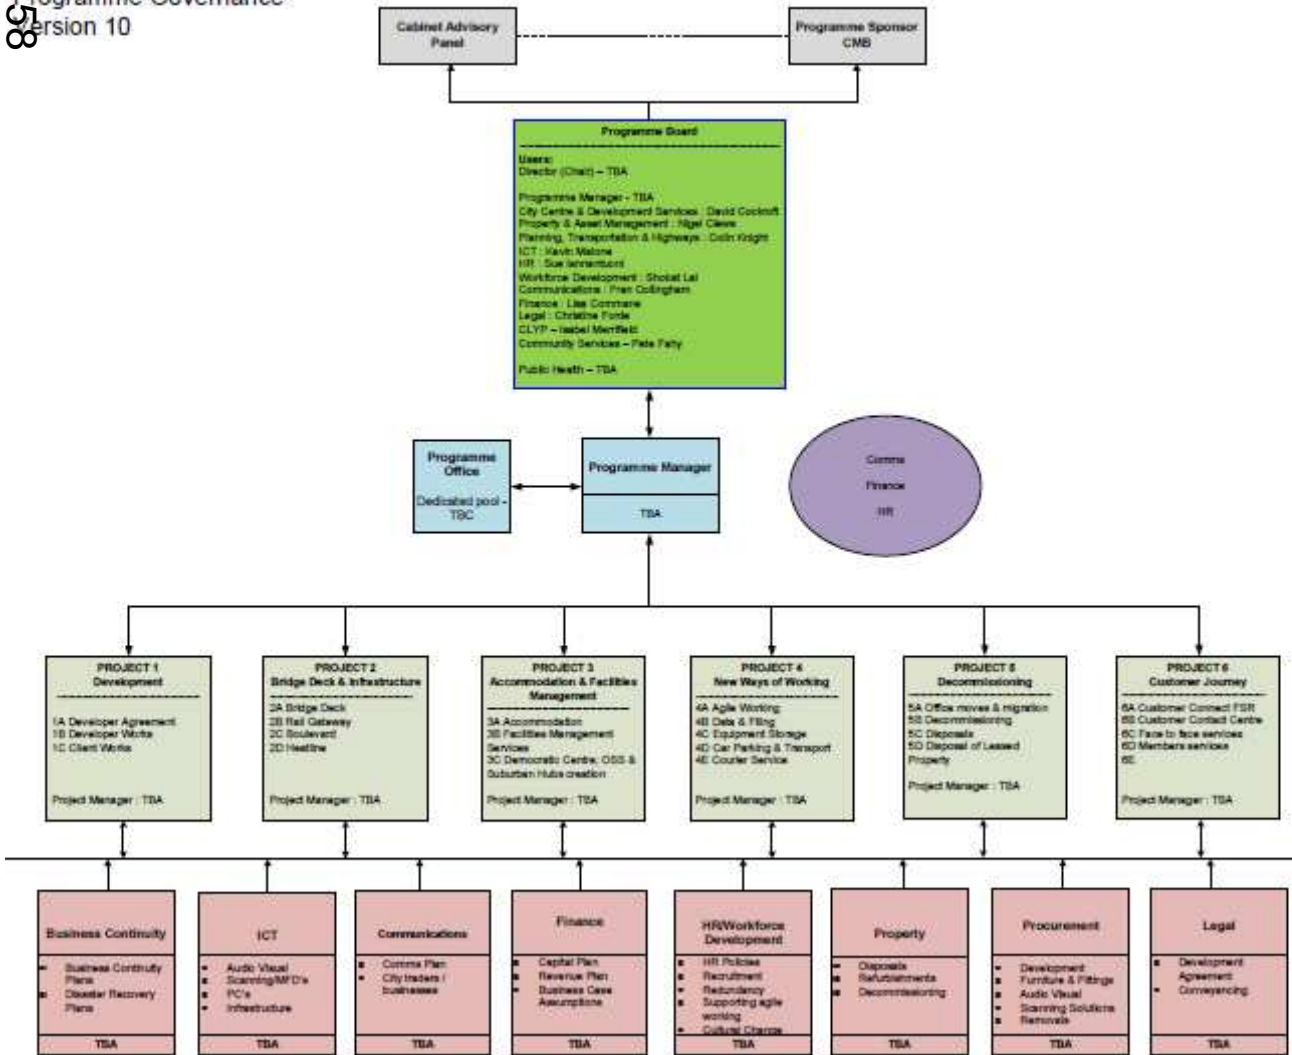 Programme Governance
Version 10
58
Cabinet Advisory
Panel
Programme Sponsor
CMB
Programme Board
Users:
Director (Chair) – TBA
Programme Manager - TBA
City Centre & Development Services : David Cockroft
Property & Asset Management : Nigel Clews
Planning, Transportation & Highways : Colin Knight
ICT : Kevin Malone
HR : Sue Iannantuoni
Workforce Development : Shokat Lal
Communications : Fran Collingham
Finance : Lisa Commane
Legal : Christine Forde
CLYP – Isabel Merrifield
Community Services – Pete Fahy
Public Health – TBA
Programme
Office
Dedicated pool -
TBC
Programme Manager
TBA
Comms
Finance
HR
PROJECT 1
Development
1A Developer Agreement
1B Developer Works
1C Client Works
Project Manager : TBA
PROJECT 2
Bridge Deck & Infrastructure
2A Bridge Deck
2B Rail Gateway
2C Boulevard
2D Heatline
Project Manager : TBA
PROJECT 3
Accommodation & Facilities
Management
3A Accommodation
3B Facilities Management
Services
3C Democratic Centre, OSS &
Suburban Hubs creation
Project Manager : TBA
PROJECT 4
New Ways of Working
4A Agile Working
4B Data & Filing
4C Equipment Storage
4D Car Parking & Transport
4E Courier Service
Project Manager : TBA
PROJECT 5
Decommissioning
5A Office moves & migration
5B Decommissioning
5C Disposals
5D Disposal of Leased
Property
Project Manager : TBA
PROJECT 6
Customer Journey
6A Customer Connect FSR
6B Customer Contact Centre
6C Face to face services
6D Members services
6E
Project Manager : TBA
Business Continuity
Business Continuity
Plans
Disaster Recovery
Plans
TBA
ICT
Audio Visual
Scanning/MFD's
PC's
Infrastructure
TBA
Communications
Comms Plan
City traders /
businesses
TBA
Finance
Capital Plan
Revenue Plan
Business Case
Assumptions
TBA
HR/Workforce
Development
HR Policies
Recruitment
Redundancy
Supporting agile
working
Cultural Change
TBA
Property
Disposals
Refurbishments
Decommissioning
TBA
Procurement
Development
Furniture & Fittings
Audio Visual
Scanning Solutions
Removals
TBA
Legal
Development
Agreement
Conveyancing
TBA